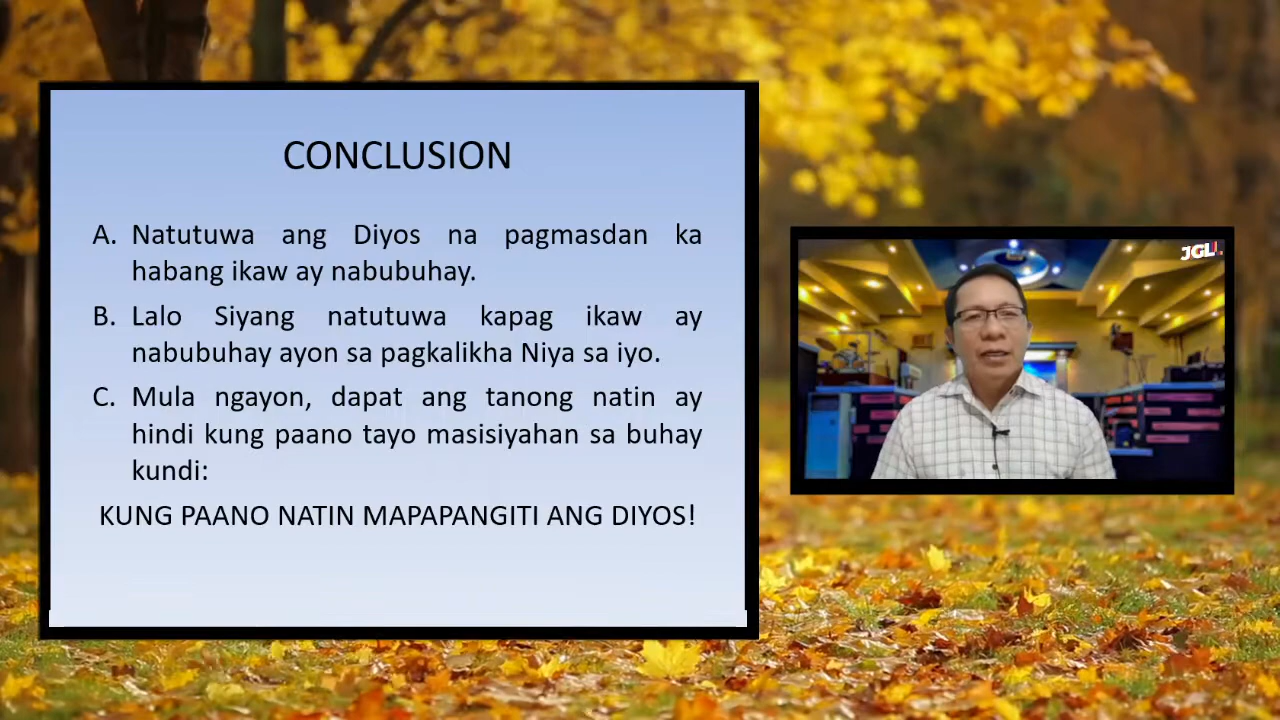 CONCLUSION
A. Natutuwa ang Diyos na pagmasdan ka
habang ikaw ay nabubuhay.
B. Lalo Siyang natutuwa kapag ikaw ay
nabubuhay ayon sa pagkalikha Niya sa iyo.
C. Mula ngayon, dapat ang tanong natin ay
hindi kung paano tayo masisiyahan sa buhay
kundi:
KUNG PAANO NATIN MAPAPANGITI ANG DIYOS!